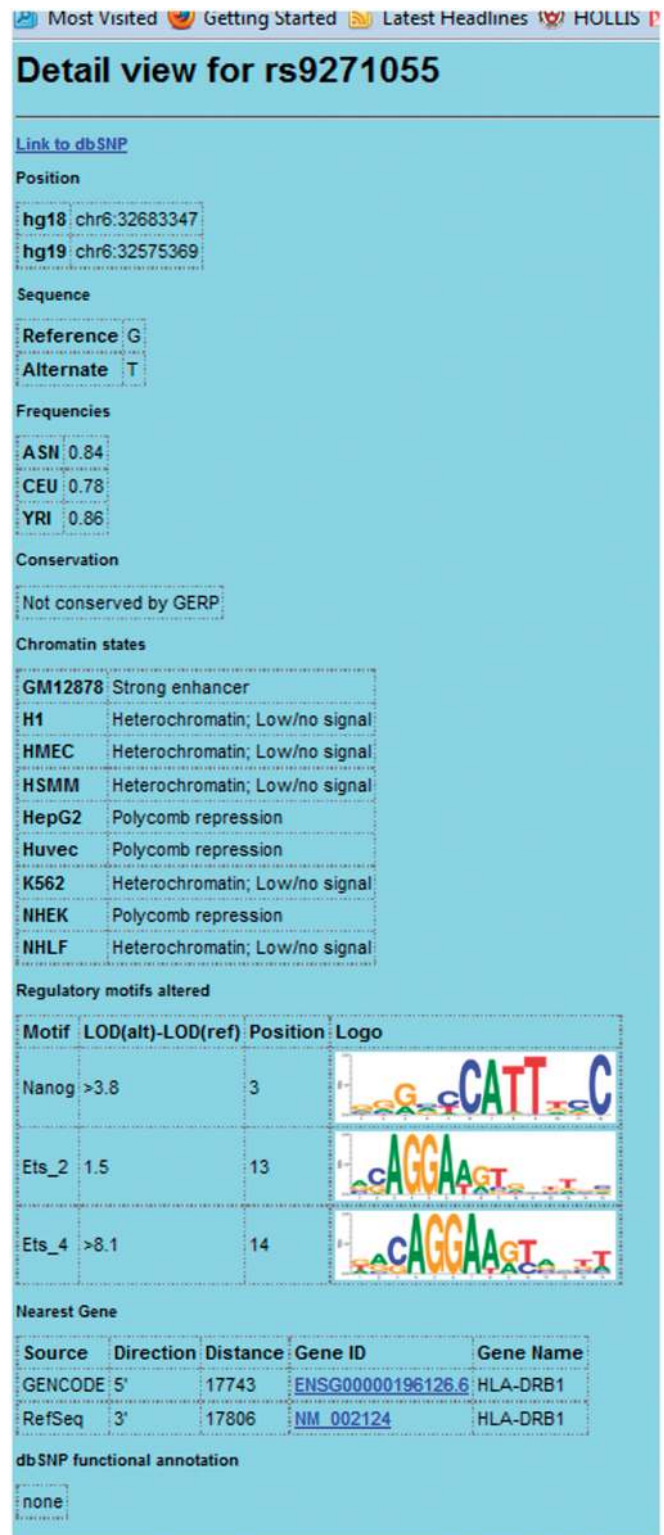 Most Visited Getting Started Latest Headlines HOLLIS
Detail view for rs9271055
Link to dbSNP
Position
hg18 chr6:32683347
hg19 chr6:32575369
Sequence
Reference G
Alternate T
Frequencies
ASN 0.84
CEU 0.78
YRI 0.86
Conservation
Not conserved by GERP
Chromatin states
GM12878 Strong enhancer
H1 Heterochromatin; Low/no signal
HMEC Heterochromatin; Low/no signal
HSMM Heterochromatin; Low/no signal
HepG2 Polycomb repression
Huvec Polycomb repression
K562 Heterochromatin; Low/no signal
NHEK Polycomb repression
NHLF Heterochromatin; Low/no signal
Regulatory motifs altered
Motif LOD(alt)-LOD(ref) Position Logo
Nanog >3.8 3
Ets_2 1.5 13
Ets_4 >8.1 14
Nearest Gene
Source Direction Distance Gene ID Gene Name
GENCODE 5' 17743 ENSG00000196126.6 HLA-DRB1
RefSeq 3' 17806 NM_002124 HLA-DRB1
dbSNP functional annotation
none